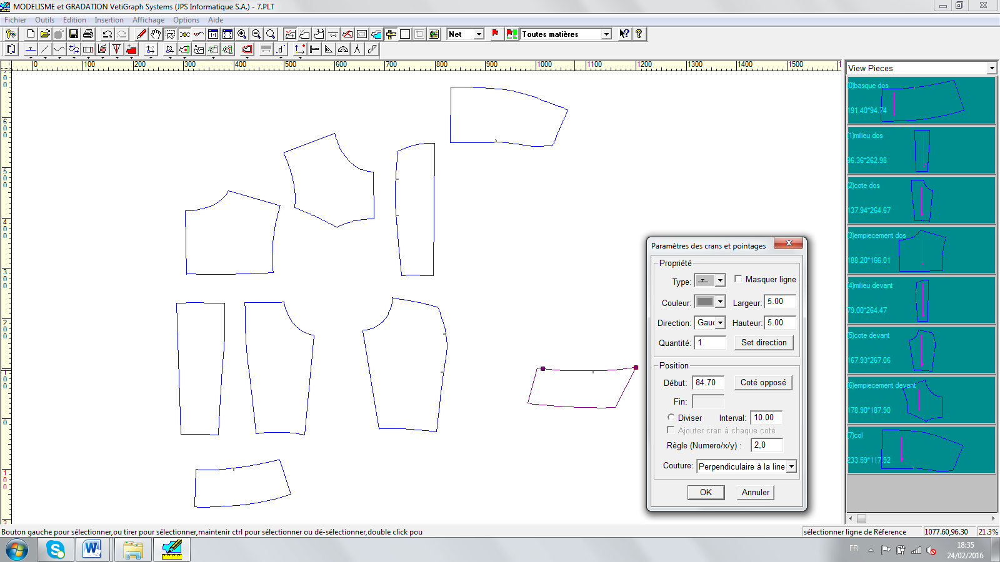 MODELISME et GRADATION VetiGraph Systems (JPS Informatique S.A.) - 7.PLT
Fichier Outils Edition Insertion Affichage Options Aide
Net Toutes matières
0 100 200 300 400 500 600 700 800 900 1000 1100 1200 1300 1400 1500
View Pieces
(0)basque dos
191.40*94.74
(1)milieu dos
96.36*262.98
(2)cote dos
137.94*264.67
(3)empiecement dos
188.20*166.01
(4)milieu devant
79.00*264.47
(5)cote devant
167.93*267.06
(6)empiecement devant
178.90*187.90
(7)col
233.59*117.92
Paramètres des crans et pointages
Propriété
Type: Masquer ligne
Couleur: Largeur: 5.00
Direction: Gauc Hauteur: 5.00
Quantité: 1 Set direction
Position
Début: 84.70 Coté opposé
Fin:
Diviser Interval: 10.00
Ajouter cran à chaque coté
Règle (Numero/x/y) : 2,0
Couture: Perpendiculaire à la line
OK Annuler
Bouton gauche pour sélectionner,ou tirer pour sélectionner,maintenir ctrl pour sélectionner ou dé-sélectionner,double click pou
sélectionner ligne de Réference 1077.60,96.30 21.3%
FR 18:35
24/02/2016